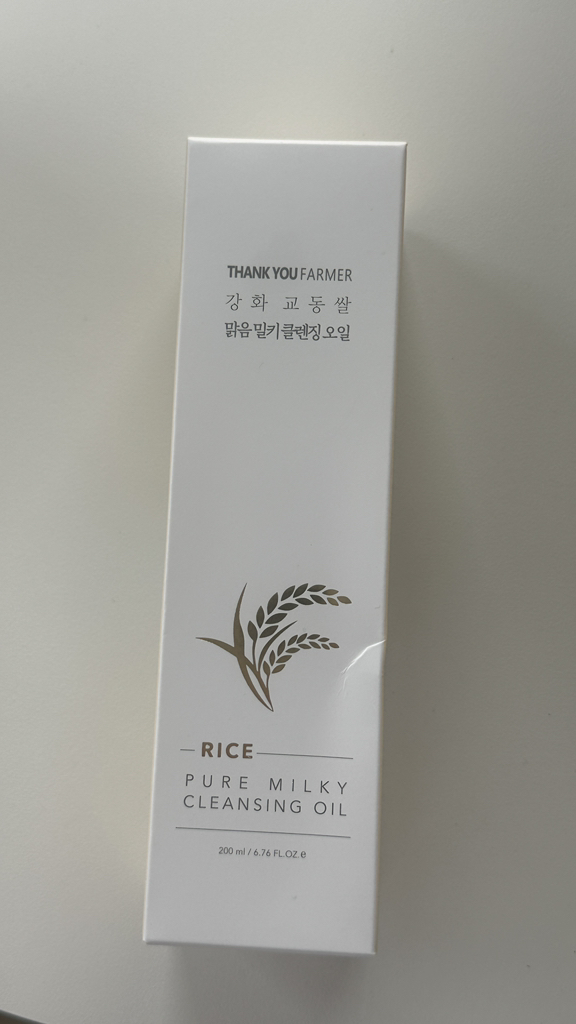 THANK YOU FARMER
강화 교동쌀
맑음 밀키 클렌징 오일
RICE
PURE MILKY
CLEANSING OIL
200 ml / 6.76 FL.OZ. e